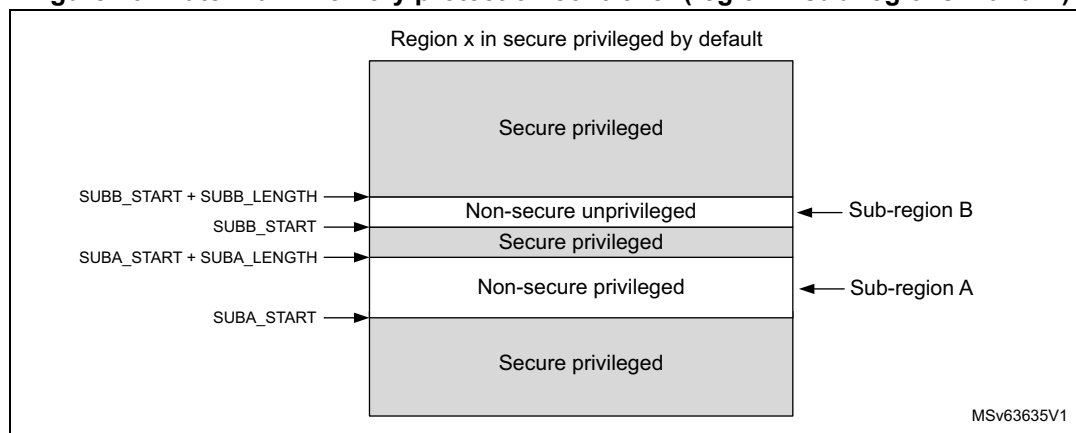 Region x in secure privileged by default
Secure privileged
SUBB_START + SUBB_LENGTH
Non-secure unprivileged
Sub-region B
SUBB_START
Secure privileged
SUBA_START + SUBA_LENGTH
Non-secure privileged
Sub-region A
SUBA_START
Secure privileged
MSv63635V1